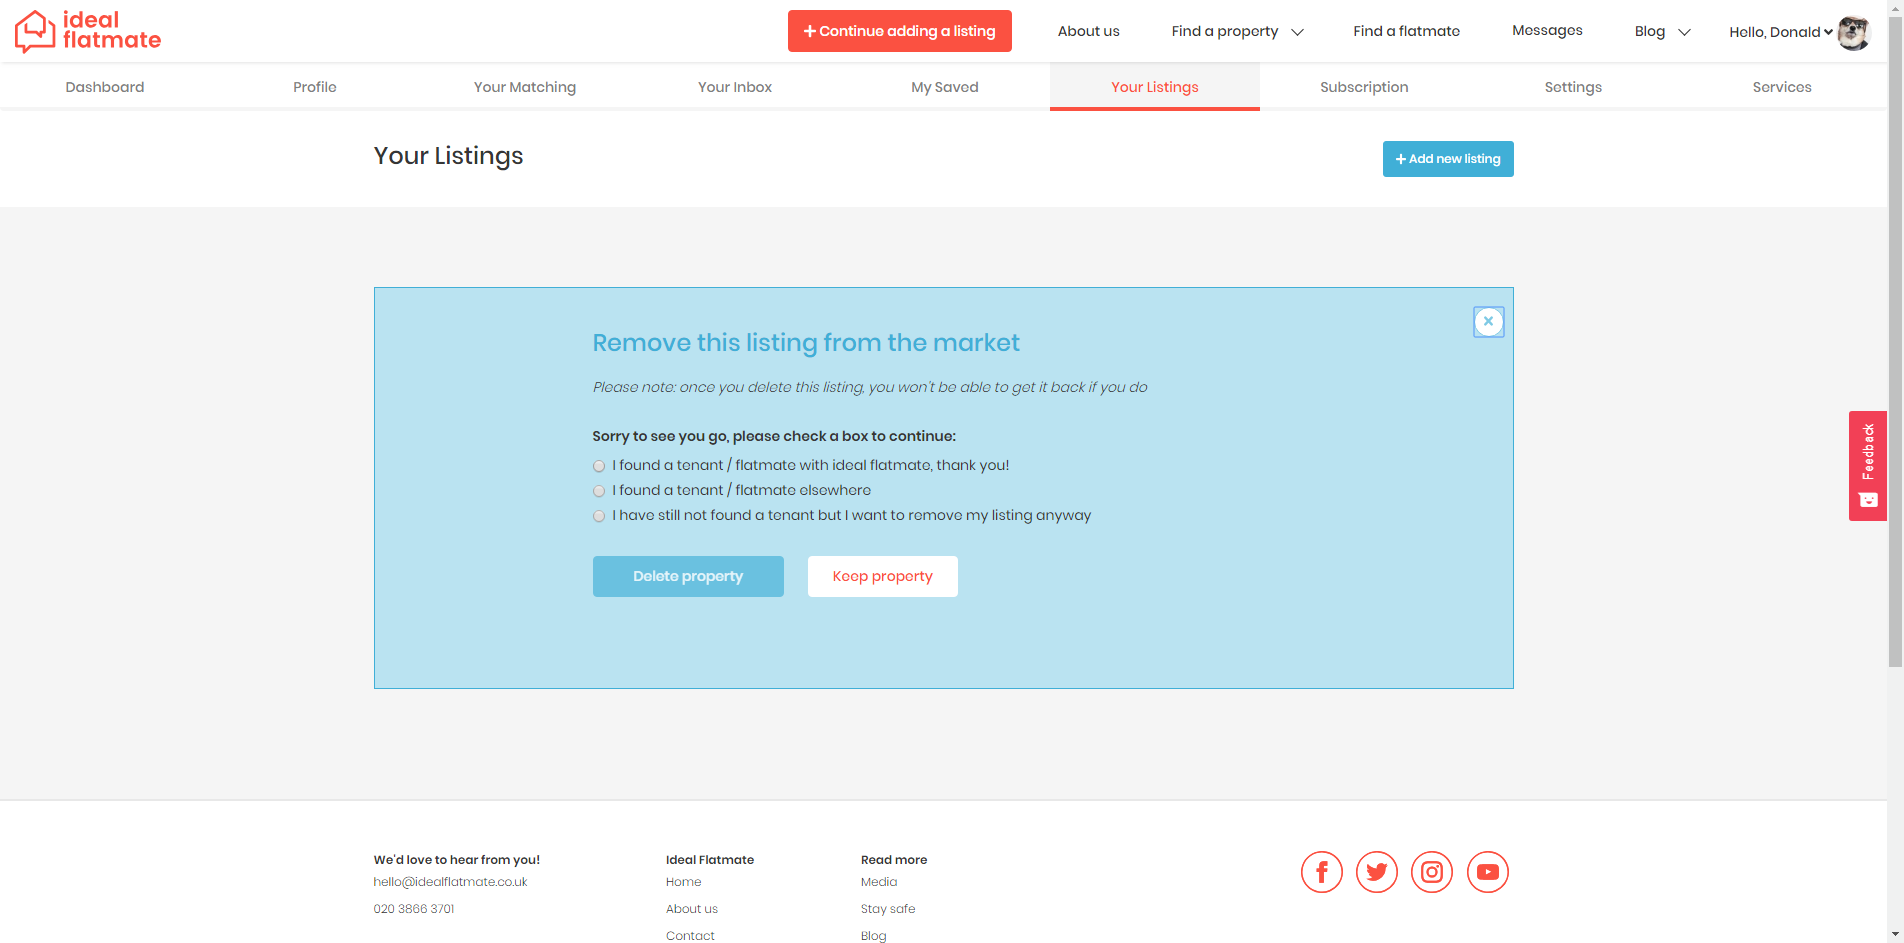 ideal
flatmate
Continue adding a listing
About us
Find a property
Find a flatmate
Messages
Blog
Hello, Donald
Dashboard
Profile
Your Matching
Your Inbox
My Saved
Your Listings
Subscription
Settings
Services
Your Listings
+ Add new listing
Remove this listing from the market
Please note: once you delete this listing, you won't be able to get it back if you do
Sorry to see you go, please check a box to continue:
I found a tenant / flatmate with ideal flatmate, thank you!
I found a tenant / flatmate elsewhere
I have still not found a tenant but I want to remove my listing anyway
Delete property
Keep property
Feedback
We'd love to hear from you!
hello@idealflatmate.co.uk
020 3866 3701
Ideal Flatmate
Home
About us
Contact
Read more
Media
Stay safe
Blog